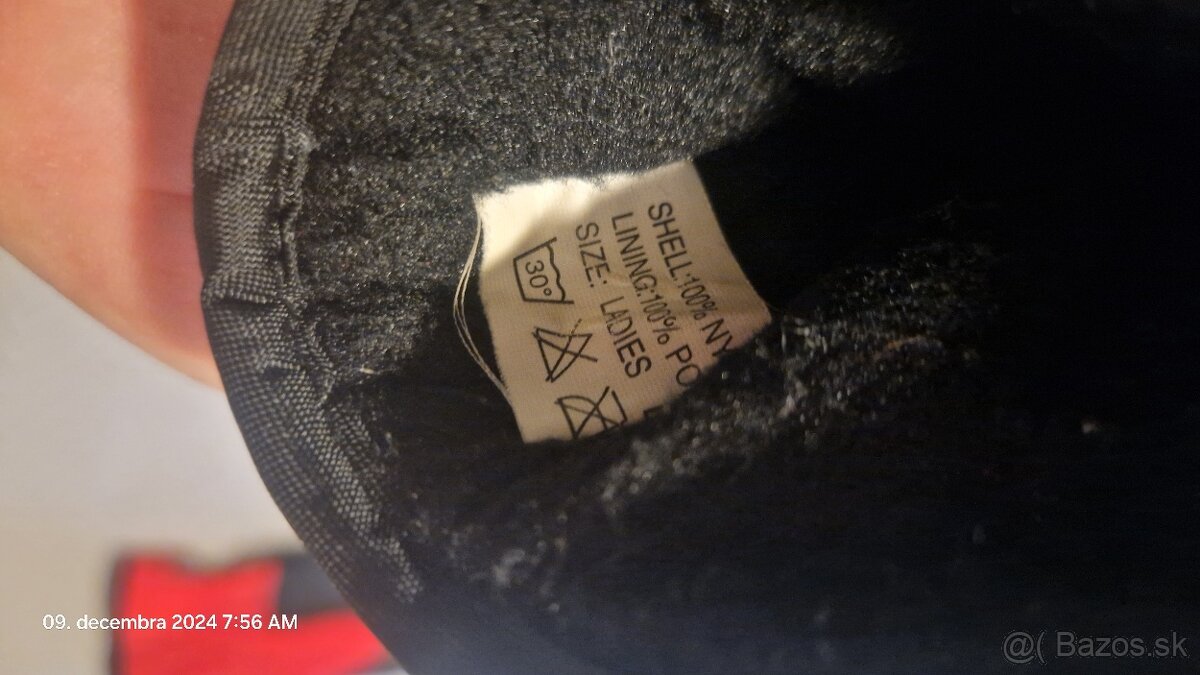 SHELL:100% NY
LINING:100% PO
SIZE: LADIES
30°
09. decembra 2024 7:56 AM
@( Bazos.sk